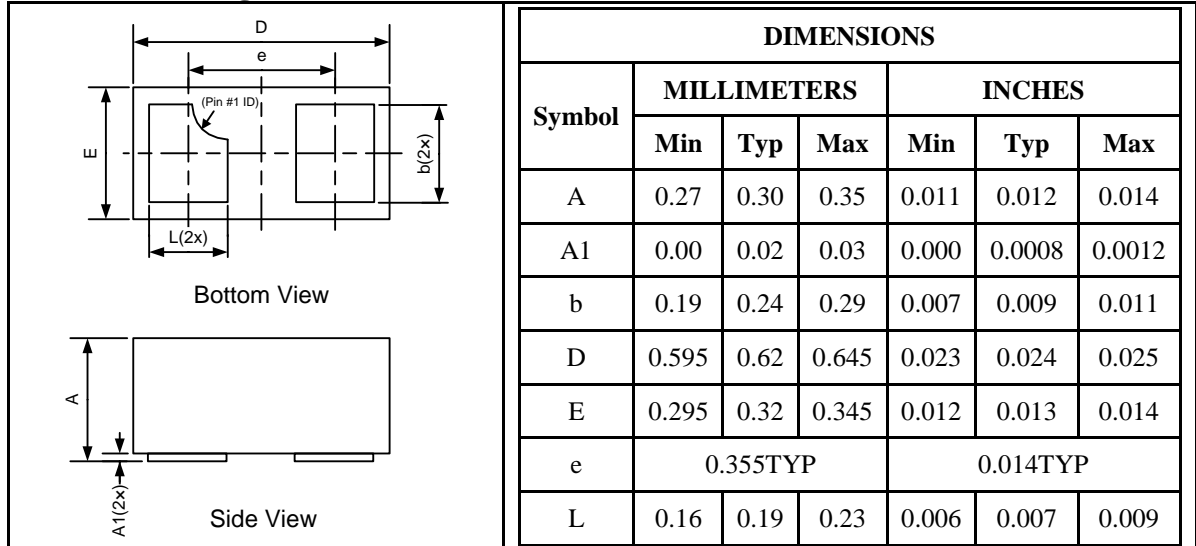 D
e
(Pin #1 ID)
E
b(2x)
L(2x)
Bottom View
A
A1(2x)
Side View
DIMENSIONS
Symbol MILLIMETERS INCHES
Min Typ Max Min Typ Max
A 0.27 0.30 0.35 0.011 0.012 0.014
A1 0.00 0.02 0.03 0.000 0.0008 0.0012
b 0.19 0.24 0.29 0.007 0.009 0.011
D 0.595 0.62 0.645 0.023 0.024 0.025
E 0.295 0.32 0.345 0.012 0.013 0.014
e 0.355TYP 0.014TYP
L 0.16 0.19 0.23 0.006 0.007 0.009